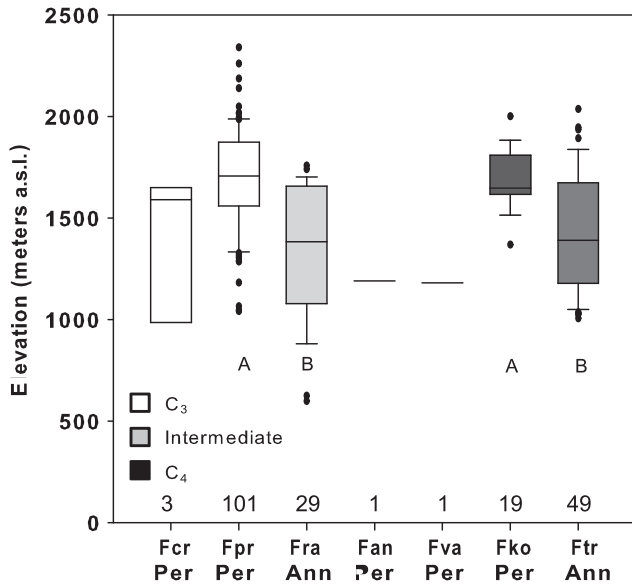 2500
2000
1500
1000
500
0
Elevation (meters a.s.l.)
A B A B
C3
Intermediate
C4
3 101 29 1 1 19 49
Fcr Fpr Fra Fan Fva Fko Ftr
Per Per Ann Per Per Per Ann